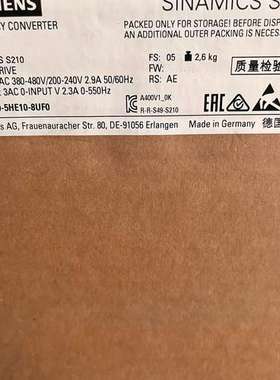 IEMENS
SINAMICS S
Y CONVERTER
PACKED ONLY FOR STORAGE! BEFORE DI
AN ADDITIONAL OUTER PACKING IS NECES
S S210
RIVE
AC 380-480V/200-240V 2.9A 50/60Hz
: 3AC 0-INPUT V 2.3A 0-550Hz
-5HE10-8UF0
FS: 05
2,6 kg
FW:
RS: AE
质量检验
A400V1_0K
R-R-S49-S210
EAC
s AG, Frauenauracher Str. 80, DE-91056 Erlangen
Made in Germany
德国